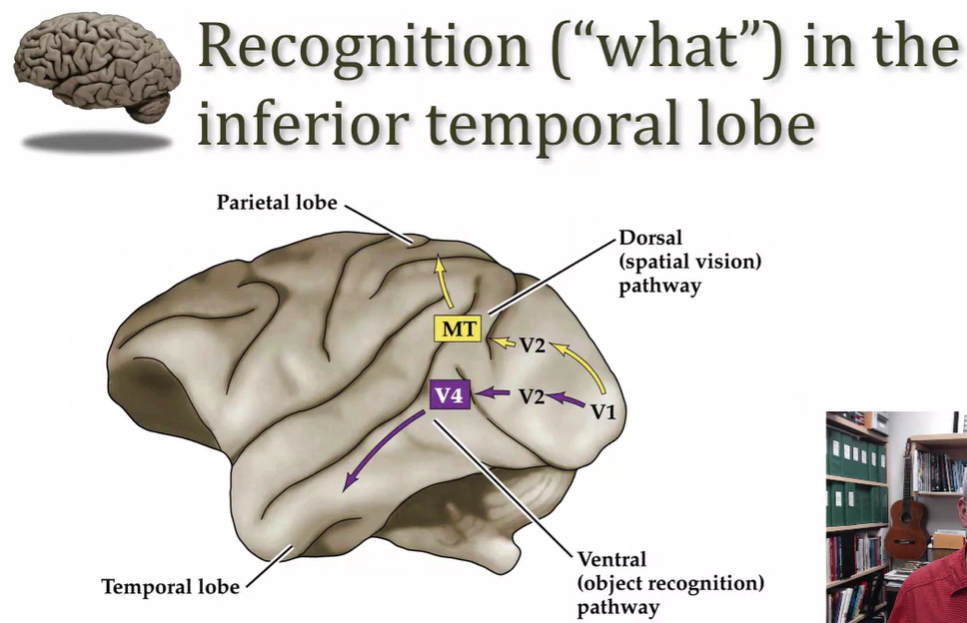 Recognition (“what”) in the
inferior temporal lobe
Parietal lobe
Dorsal
(spatial vision)
pathway
MT
V2
V4
V2
V1
Ventral
(object recognition)
pathway
Temporal lobe